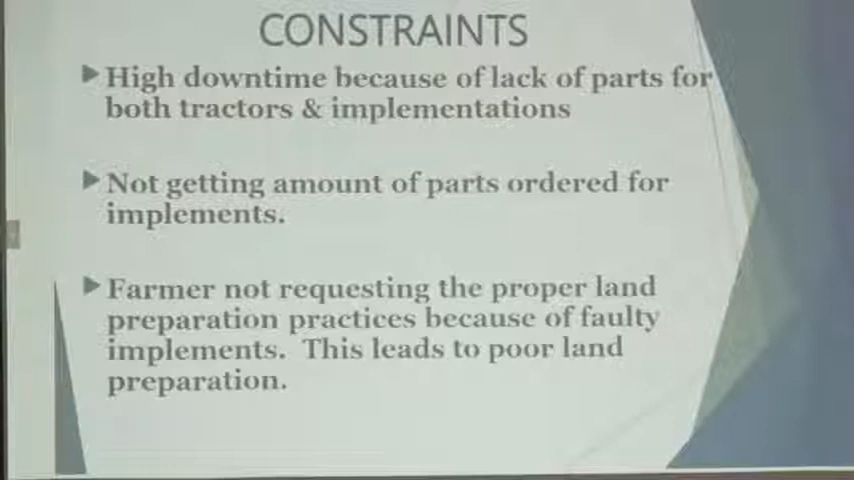 CONSTRAINTS
High downtime because of lack of parts for
both tractors & implementations
Not getting amount of parts ordered for
implements.
Farmer not requesting the proper land
preparation practices because of faulty
implements. This leads to poor land
preparation.